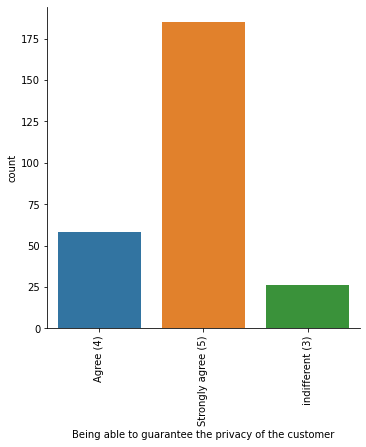 175
150
125
100
75
50
25
0
count
Agree (4)
Strongly agree (5)
indifferent (3)
Being able to guarantee the privacy of the customer